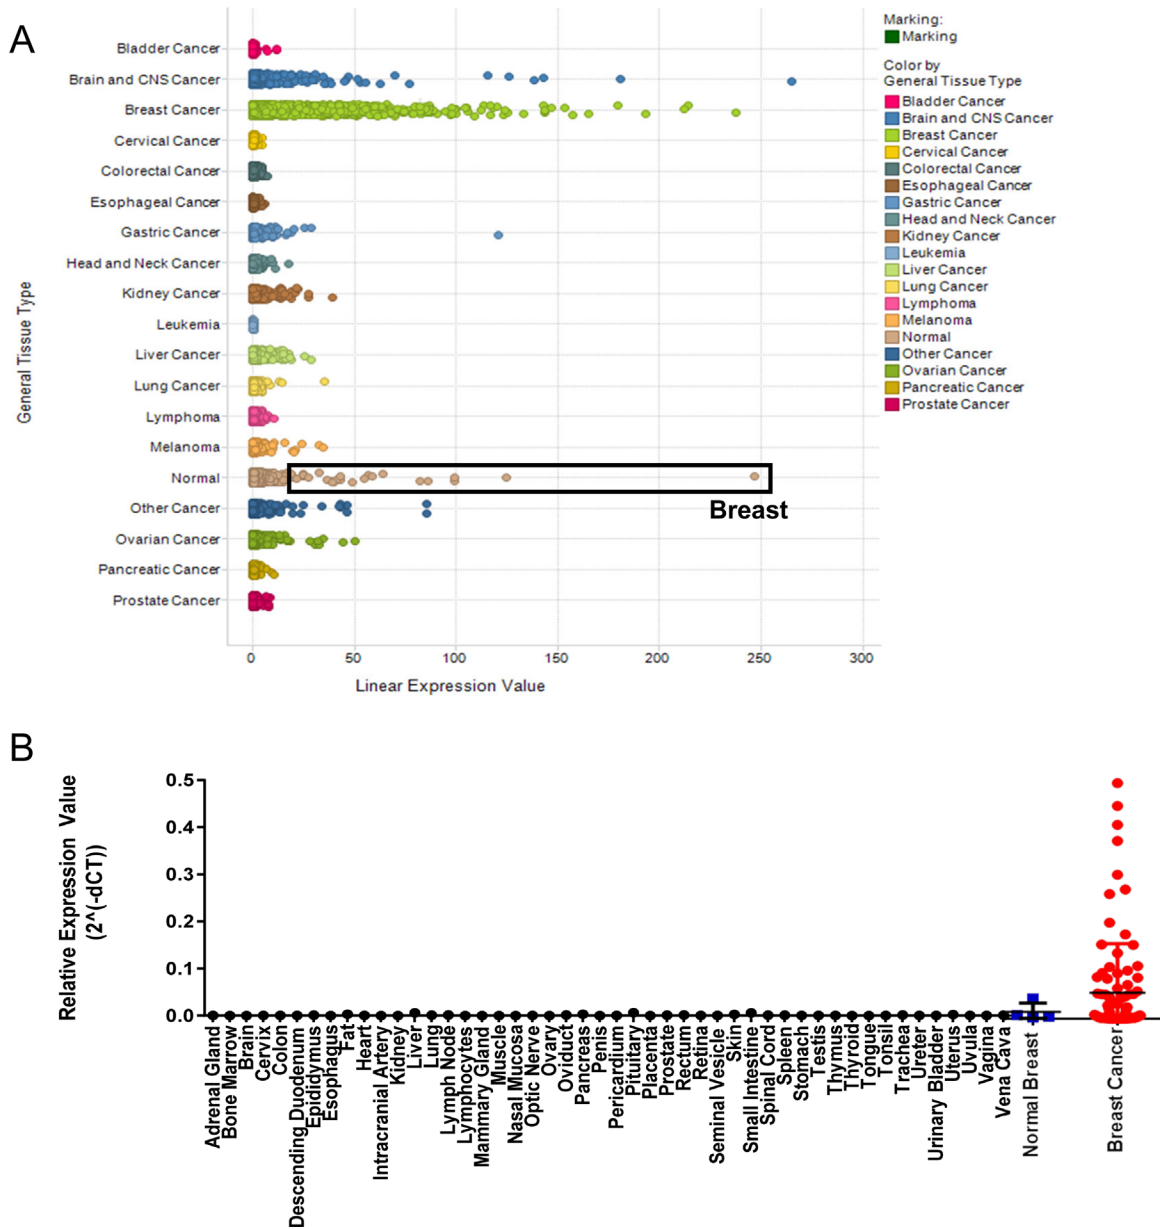 A
General Tissue Type
Bladder Cancer
Brain and CNS Cancer
Breast Cancer
Cervical Cancer
Colorectal Cancer
Esophageal Cancer
Gastric Cancer
Head and Neck Cancer
Kidney Cancer
Leukemia
Liver Cancer
Lung Cancer
Lymphoma
Melanoma
Normal
Other Cancer
Ovarian Cancer
Pancreatic Cancer
Prostate Cancer
Breast
0 50 100 150 200 250 300
Linear Expression Value
Marking:
Marking
Color by
General Tissue Type
Bladder Cancer
Brain and CNS Cancer
Breast Cancer
Cervical Cancer
Colorectal Cancer
Esophageal Cancer
Gastric Cancer
Head and Neck Cancer
Kidney Cancer
Leukemia
Liver Cancer
Lung Cancer
Lymphoma
Melanoma
Normal
Other Cancer
Ovarian Cancer
Pancreatic Cancer
Prostate Cancer
B
Relative Expression Value
(2^(-dCT))
0.5
0.4
0.3
0.2
0.1
0.0
Adrenal Gland
Bone Marrow
Brain
Cervix
Colon
Descending Duodenum
Epididymus
Esophagus
Fat
Heart
Intracranial Artery
Kidney
Liver
Lung
Lymph Node
Lymphocytes
Mammary Gland
Muscle
Nasal Mucosa
Optic Nerve
Ovary
Oviduct
Pancreas
Penis
Pericardium
Pituitary
Placenta
Prostate
Rectum
Retina
Seminal Vesicle
Skin
Small Intestine
Spinal Cord
Spleen
Stomach
Testis
Thymus
Thyroid
Tongue
Tonsil
Trachea
Ureter
Urinary Bladder
Uterus
Uvula
Vagina
Vena Cava
Normal Breast
Breast Cancer